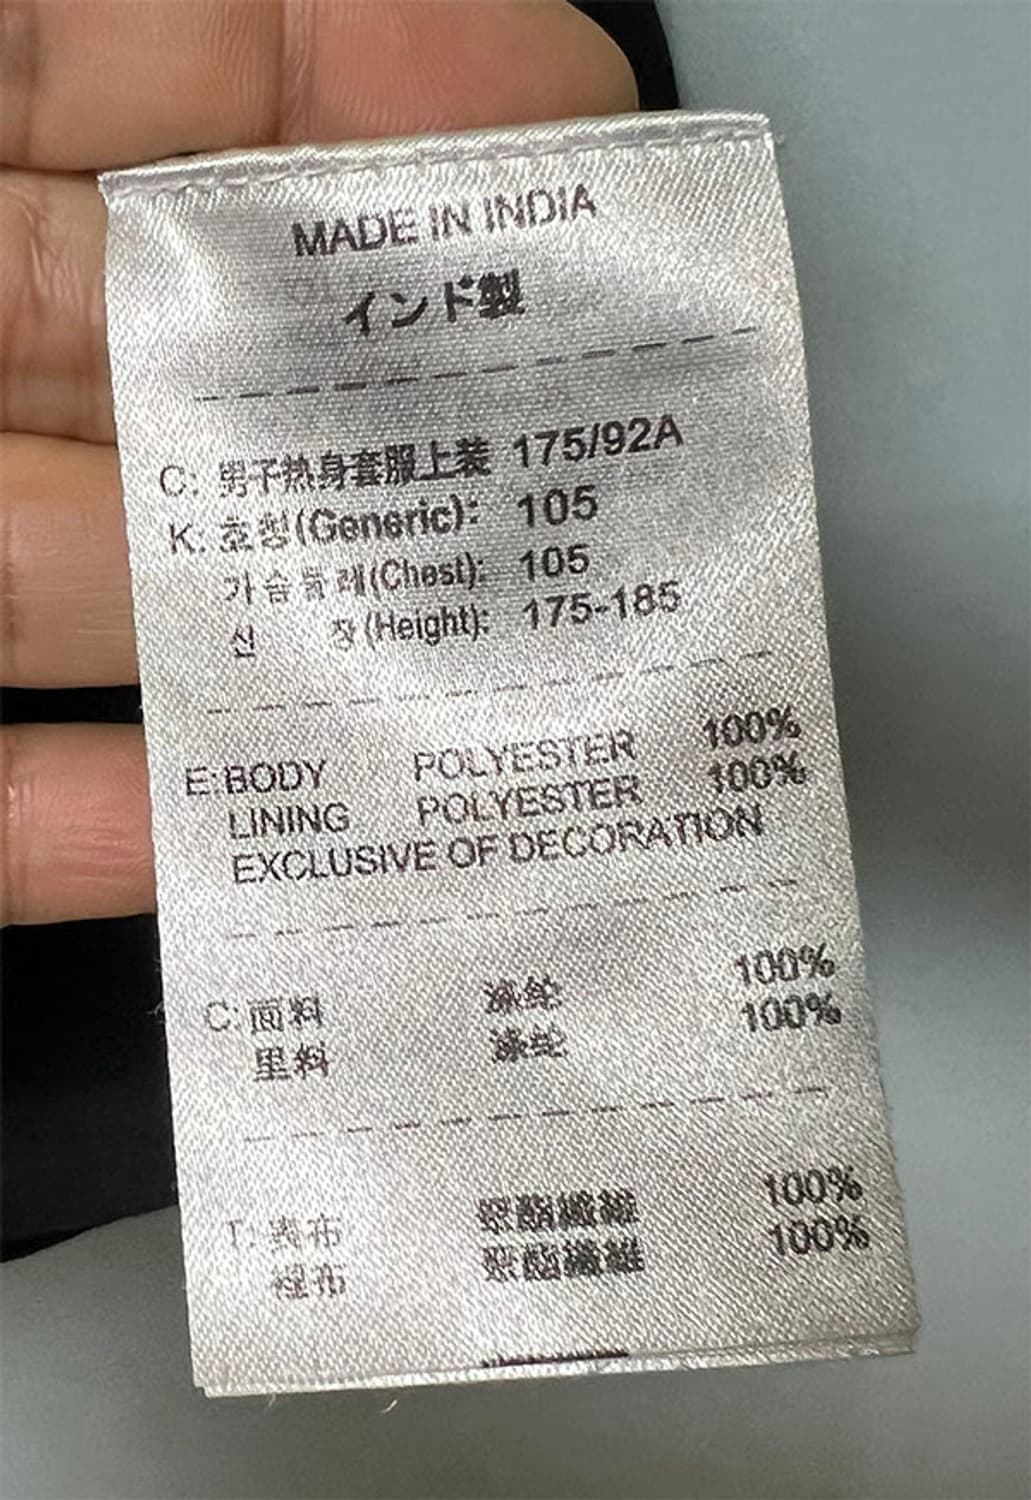 MADE IN INDIA
インド製
C: 男子热身套服上装 175/92A
K: 호칭(Generic): 105
가슴둘레(Chest): 105
신 장(Height): 175-185
E:BODY POLYESTER 100%
LINING POLYESTER 100%
EXCLUSIVE OF DECORATION
C: 面料 涤纶 100%
里料 涤纶 100%
T: 表布 聚酯纖維 100%
裡布 聚酯纖維 100%